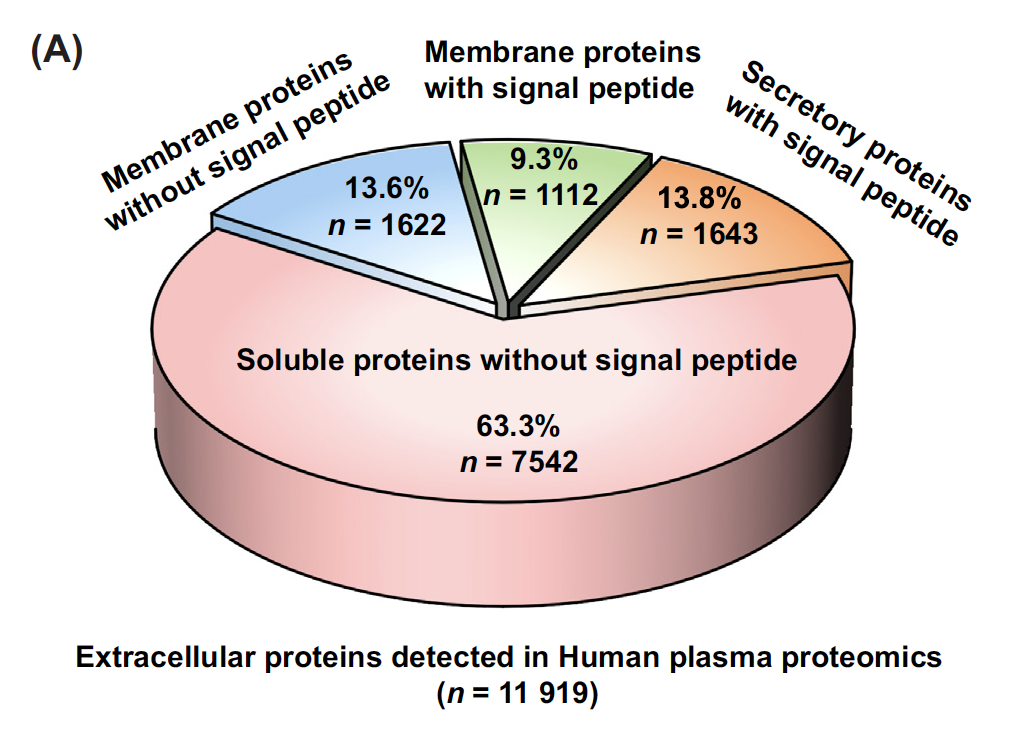 (A)
Membrane proteins
without signal peptide
Membrane proteins
with signal peptide
Secretory proteins
with signal peptide
13.6%
n = 1622
9.3%
n = 1112
13.8%
n = 1643
Soluble proteins without signal peptide
63.3%
n = 7542
Extracellular proteins detected in Human plasma proteomics
(n = 11 919)